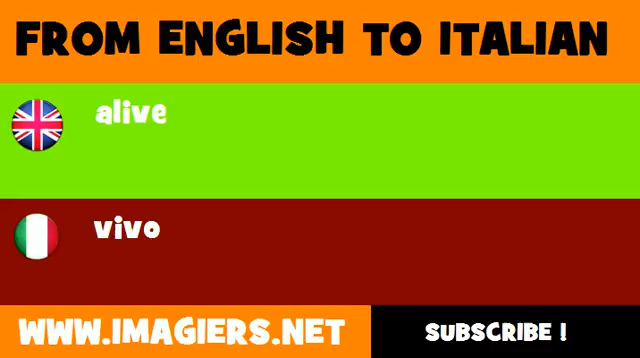 FROM ENGLISH TO ITALIAN
alive
vivo
WWW.IMAGIERS.NET
SUBSCRIBE !